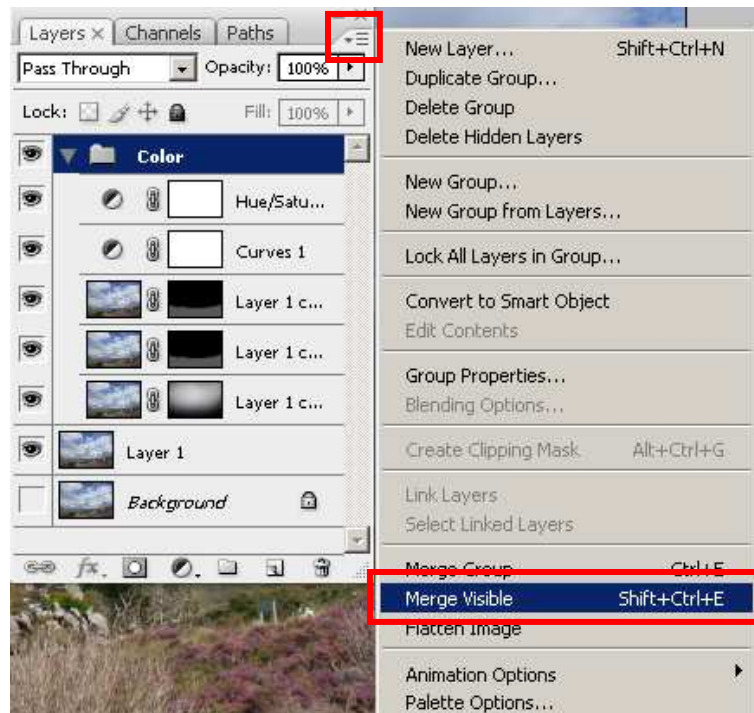 Layers × Channels Paths
Pass Through Opacity: 100%
Lock: Fill: 100%
Color
Hue/Satu...
Curves 1
Layer 1 c...
Layer 1 c...
Layer 1 c...
Layer 1
Background
fx.
New Layer... Shift+Ctrl+N
Duplicate Group...
Delete Group
Delete Hidden Layers
New Group...
New Group from Layers...
Lock All Layers in Group...
Convert to Smart Object
Edit Contents
Group Properties...
Blending Options...
Create Clipping Mask Alt+Ctrl+G
Link Layers
Select Linked Layers
Merge Group Ctrl+E
Merge Visible Shift+Ctrl+E
Flatten Image
Animation Options
Palette Options...